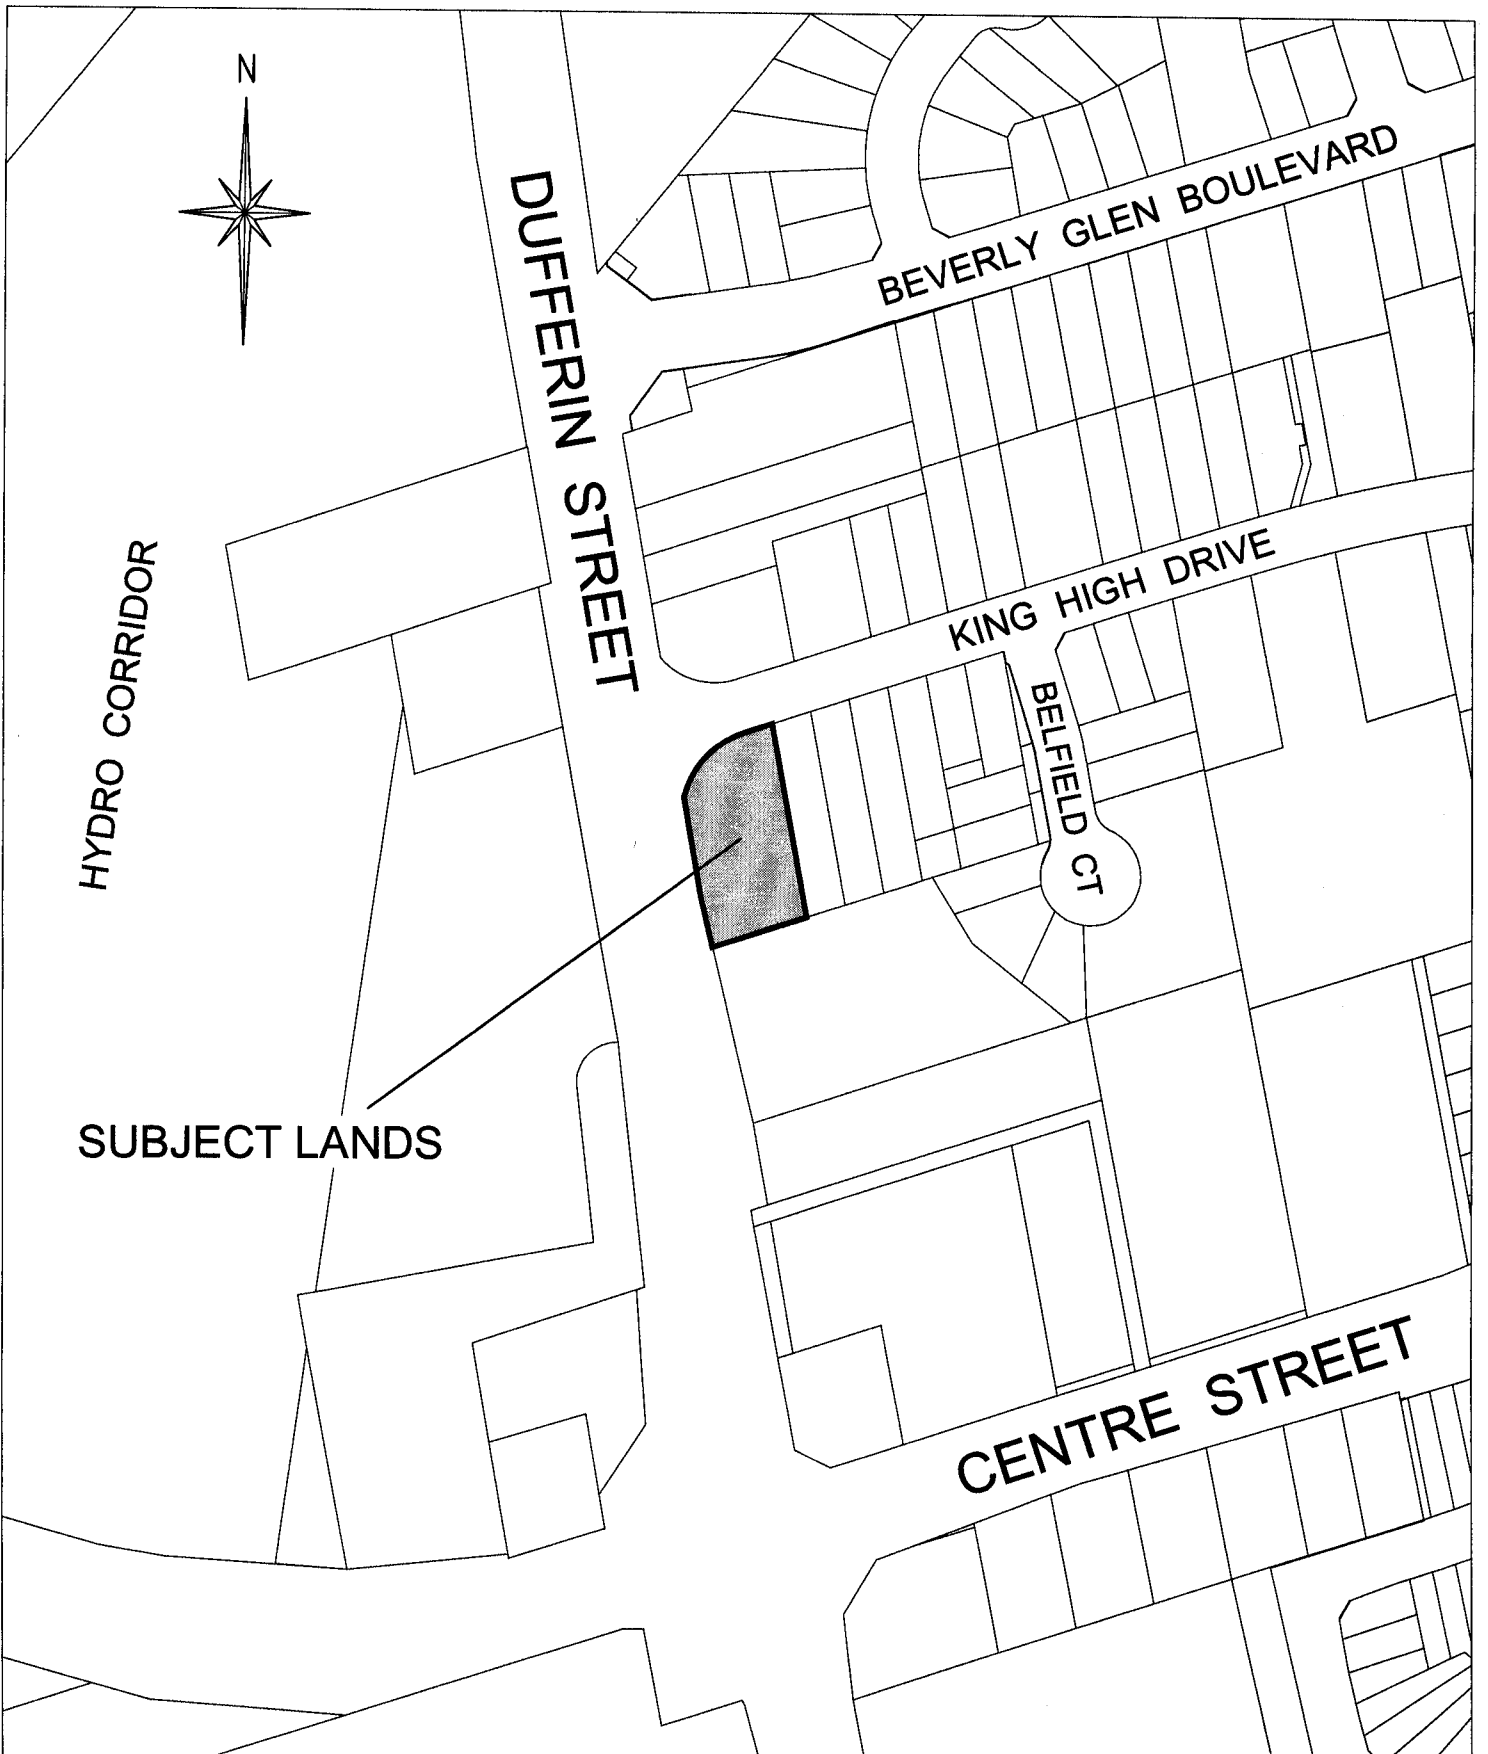 N
DUFFERIN STREET
BEVERLY GLEN BOULEVARD
HYDRO CORRIDOR
KING HIGH DRIVE
BELFIELD CT
SUBJECT LANDS
CENTRE STREET